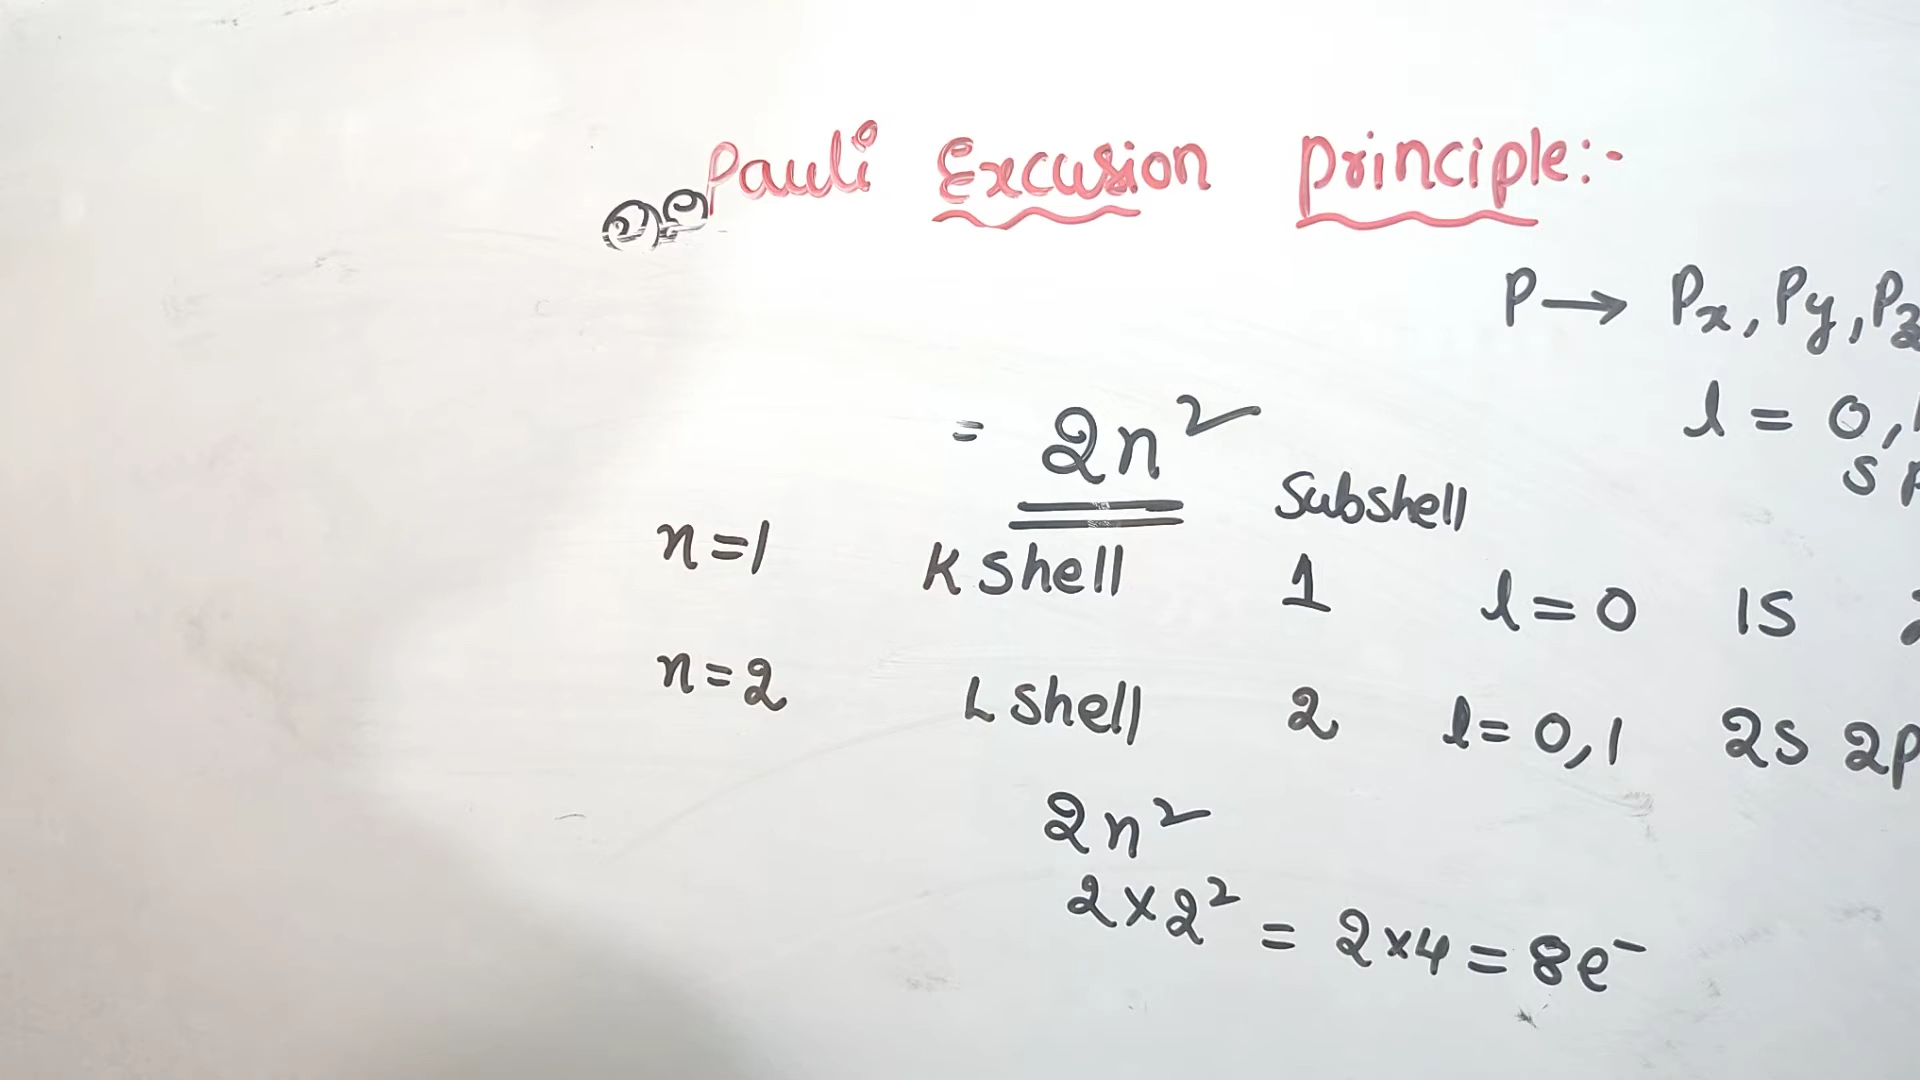 Pauli Excusion Principle:-
P → Px, Py, Pz
l = 0,
s
= 2n²
Subshell
n=1 K Shell 1 l=0 1S
n=2 L Shell 2 l=0,1 2S 2p
2n²
2×2² = 2×4 = 8e⁻